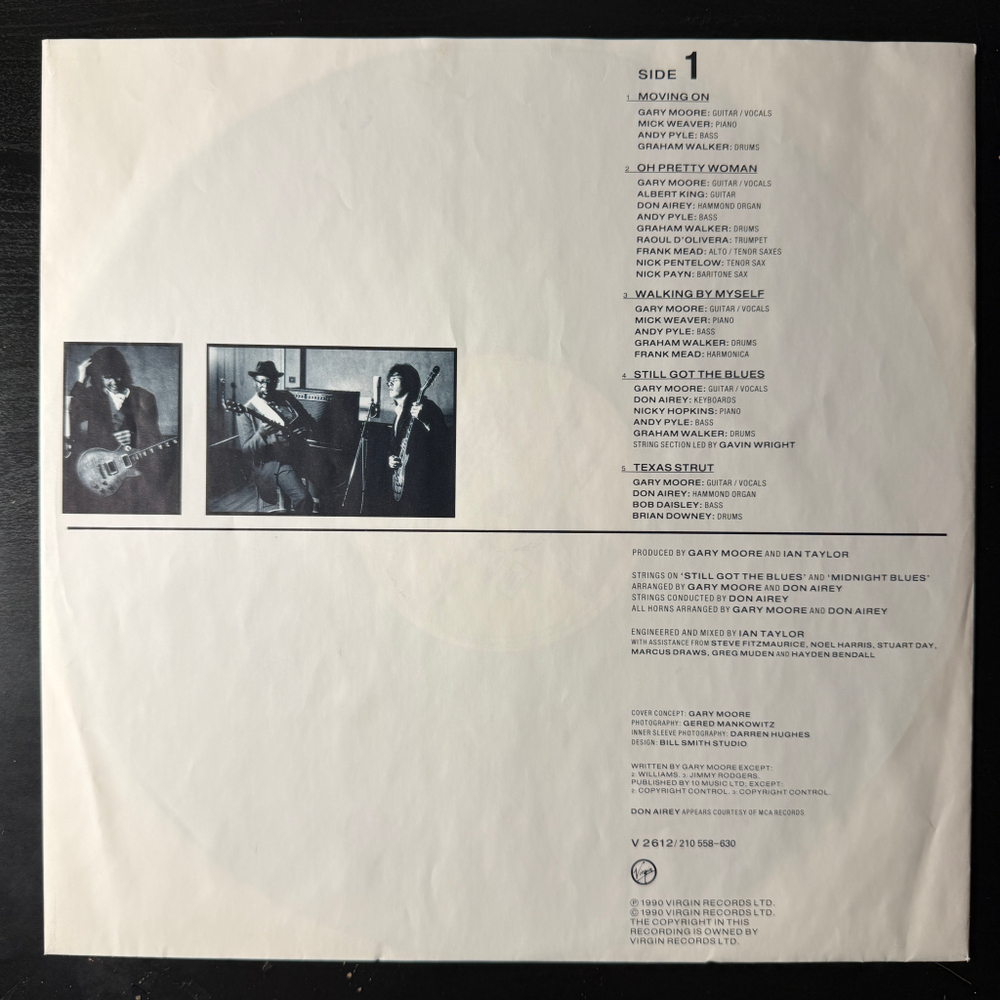 SIDE 1
1 MOVING ON
GARY MOORE: GUITAR / VOCALS
MICK WEAVER: PIANO
ANDY PYLE: BASS
GRAHAM WALKER: DRUMS
2 OH PRETTY WOMAN
GARY MOORE: GUITAR / VOCALS
ALBERT KING: GUITAR
DON AIREY: HAMMOND ORGAN
ANDY PYLE: BASS
GRAHAM WALKER: DRUMS
RAOUL D'OLIVERA: TRUMPET
FRANK MEAD: ALTO / TENOR SAXES
NICK PENTELOW: TENOR SAX
NICK PAYN: BARITONE SAX
3 WALKING BY MYSELF
GARY MOORE: GUITAR / VOCALS
MICK WEAVER: PIANO
ANDY PYLE: BASS
GRAHAM WALKER: DRUMS
FRANK MEAD: HARMONICA
4 STILL GOT THE BLUES
GARY MOORE: GUITAR / VOCALS
DON AIREY: KEYBOARDS
NICKY HOPKINS: PIANO
ANDY PYLE: BASS
GRAHAM WALKER: DRUMS
STRING SECTION LED BY GAVIN WRIGHT
5 TEXAS STRUT
GARY MOORE: GUITAR / VOCALS
DON AIREY: HAMMOND ORGAN
BOB DAISLEY: BASS
BRIAN DOWNEY: DRUMS
PRODUCED BY GARY MOORE AND IAN TAYLOR
STRINGS ON 'STILL GOT THE BLUES' AND 'MIDNIGHT BLUES'
ARRANGED BY GARY MOORE AND DON AIREY
STRINGS CONDUCTED BY DON AIREY
ALL HORNS ARRANGED BY GARY MOORE AND DON AIREY
ENGINEERED AND MIXED BY IAN TAYLOR
WITH ASSISTANCE FROM STEVE FITZMAURICE, NOEL HARRIS, STUART DAY,
MARCUS DRAWS, GREG MUDEN AND HAYDEN BENDALL
COVER CONCEPT: GARY MOORE
PHOTOGRAPHY: GERED MANKOWITZ
INNER SLEEVE PHOTOGRAPHY: DARREN HUGHES
DESIGN: BILL SMITH STUDIO
WRITTEN BY GARY MOORE EXCEPT:
2. WILLIAMS. 3. JIMMY RODGERS.
PUBLISHED BY 10 MUSIC LTD; EXCEPT:
2. COPYRIGHT CONTROL. 3. COPYRIGHT CONTROL.
DON AIREY APPEARS COURTESY OF MCA RECORDS
V 2612 / 210 558-630
Virgin
℗ 1990 VIRGIN RECORDS LTD.
© 1990 VIRGIN RECORDS LTD.
THE COPYRIGHT IN THIS
RECORDING IS OWNED BY
VIRGIN RECORDS LTD.